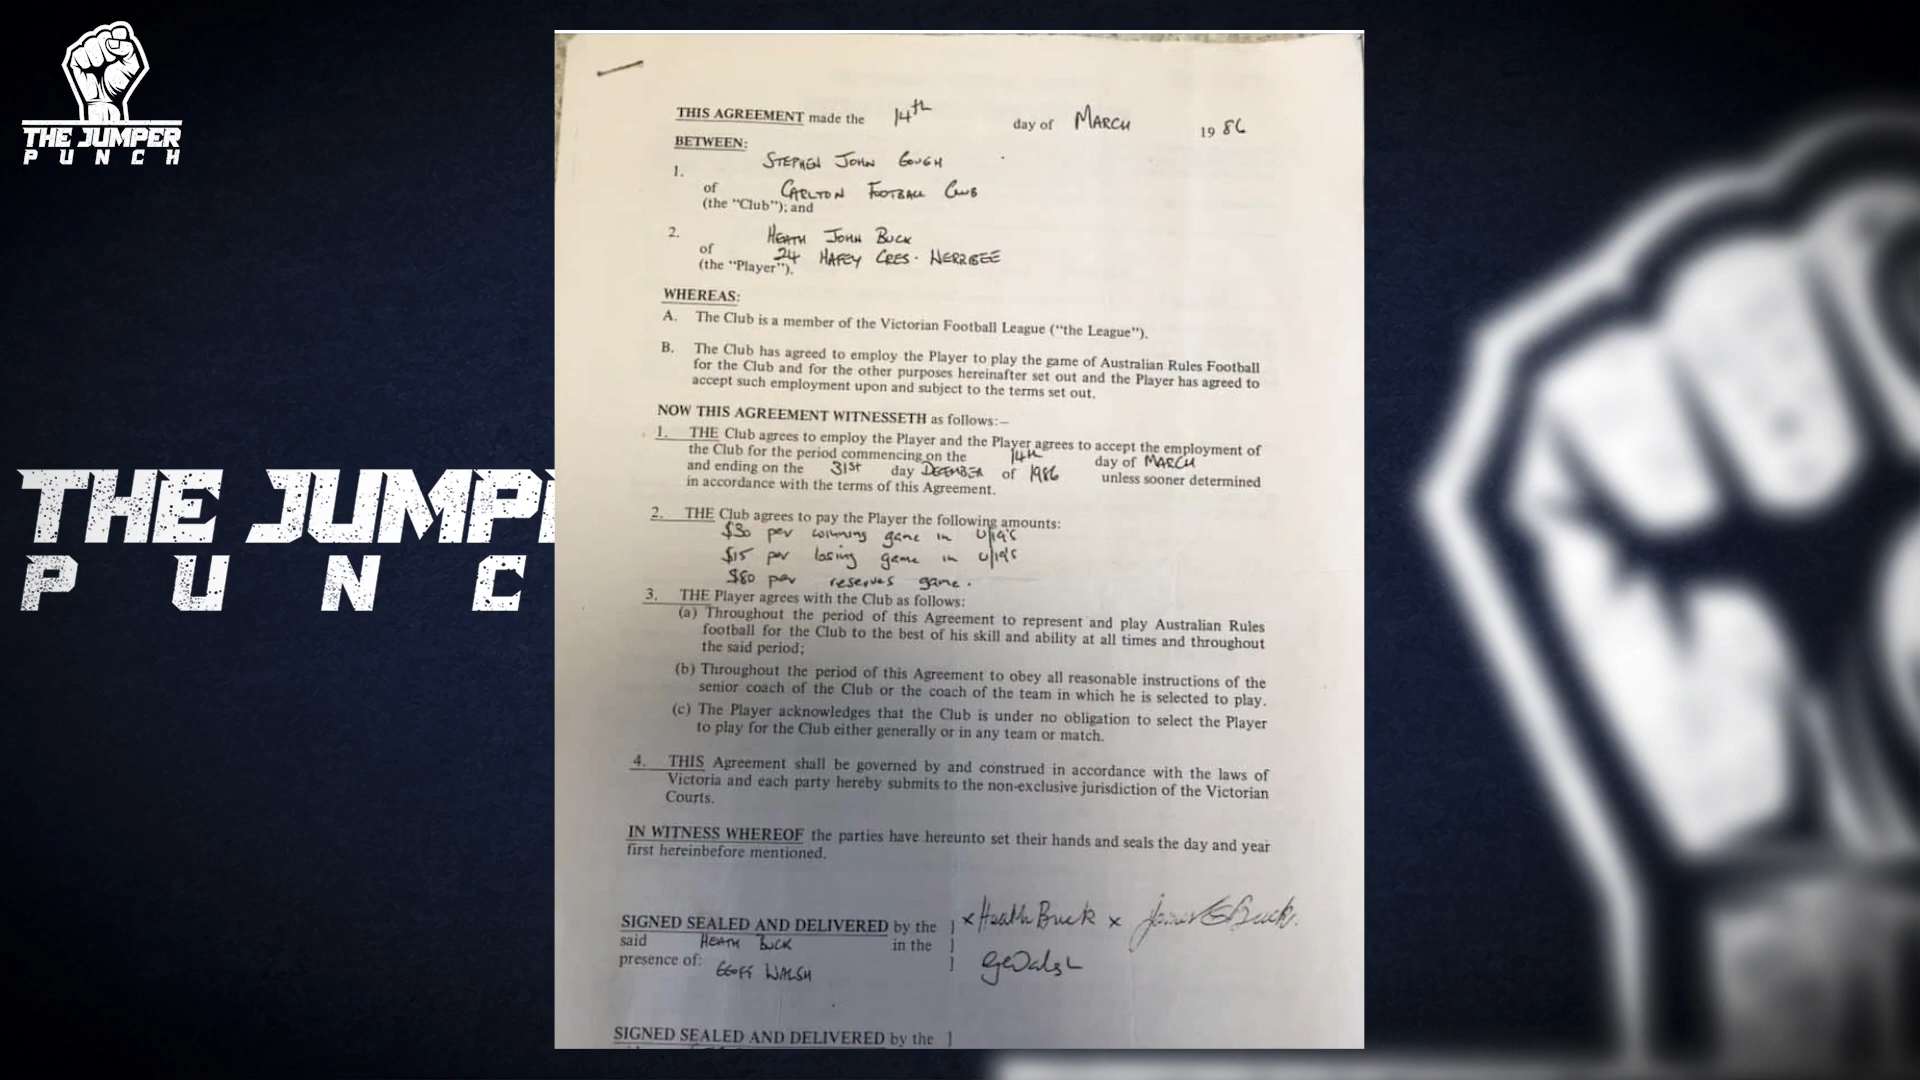 THE JUMPER
PUNCH
THE JUMP
PUNC
THIS AGREEMENT made the 14th day of MARCH 1986
BETWEEN:
1. STEPHEN JOHN GOUGH
of CARLTON FOOTBALL CLUB
(the "Club"); and
2. HEATH JOHN BUCK
of 24 HAFEY CRES. WERRIBEE
(the "Player").
WHEREAS:
A. The Club is a member of the Victorian Football League ("the League").
B. The Club has agreed to employ the Player to play the game of Australian Rules Football
for the Club and for the other purposes hereinafter set out and the Player has agreed to
accept such employment upon and subject to the terms set out.
NOW THIS AGREEMENT WITNESSETH as follows:–
1. THE Club agrees to employ the Player and the Player agrees to accept the employment of
the Club for the period commencing on the 14th day of MARCH
and ending on the 31st day DECEMBER of 1986 unless sooner determined
in accordance with the terms of this Agreement.
2. THE Club agrees to pay the Player the following amounts:
$30 per winning game in U/19's
$15 per losing game in U/19's
$80 per reserves game.
3. THE Player agrees with the Club as follows:
(a) Throughout the period of this Agreement to represent and play Australian Rules
football for the Club to the best of his skill and ability at all times and throughout
the said period;
(b) Throughout the period of this Agreement to obey all reasonable instructions of the
senior coach of the Club or the coach of the team in which he is selected to play.
(c) The Player acknowledges that the Club is under no obligation to select the Player
to play for the Club either generally or in any team or match.
4. THIS Agreement shall be governed by and construed in accordance with the laws of
Victoria and each party hereby submits to the non-exclusive jurisdiction of the Victorian
Courts.
IN WITNESS WHEREOF the parties have hereunto set their hands and seals the day and year
first hereinbefore mentioned.
SIGNED SEALED AND DELIVERED by the ] x Heath Buck x James G Buck.
said HEATH BUCK in the ]
presence of: GEOFF WALSH ] GWalsh
SIGNED SEALED AND DELIVERED by the ]